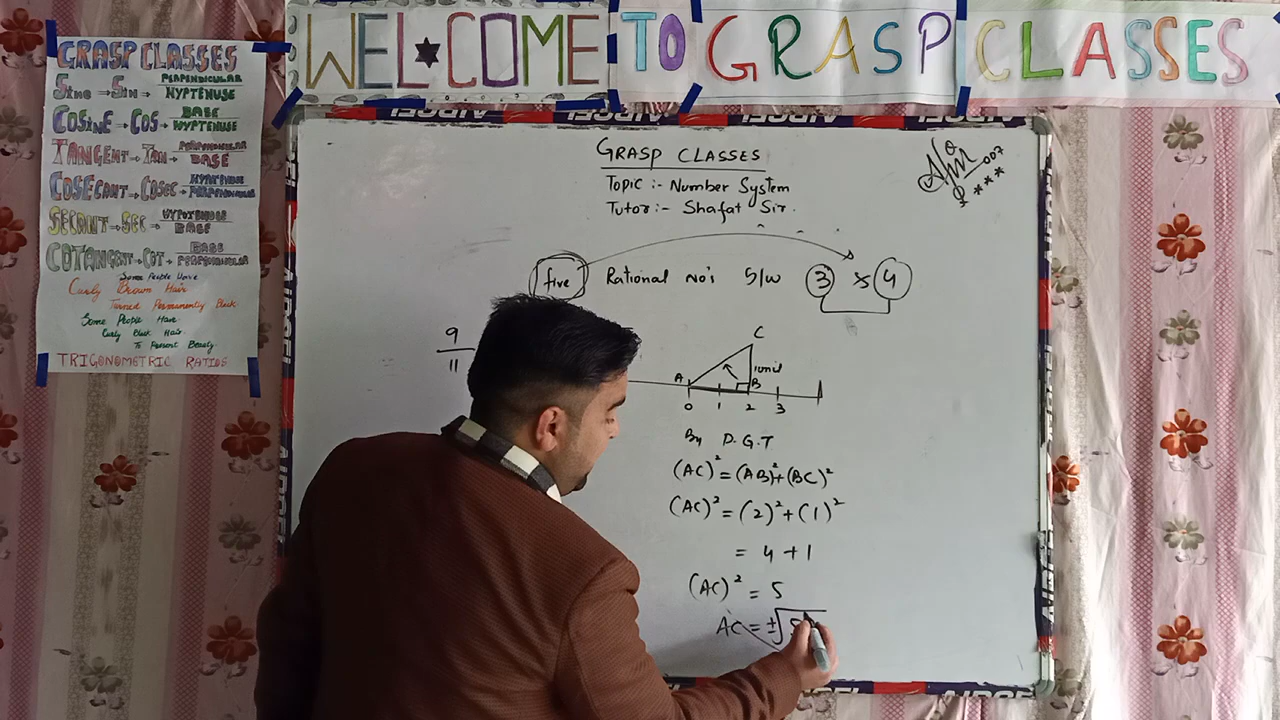 WELCOME TO GRASP CLASSES
GRASP CLASSES
Sine → Sin → PERPENDICULAR
HYPTENUSE
COSINE → COS → BASE
HYPTENUSE
TANGENT → TAN → PERPENDICULAR
BASE
COSECANT → COSEC → HYPTENUSE
PERPENDICULAR
SECANT → SEC → HYPOTENUSE
BASE
COTANGENT → COT → BASE
PERPENDICULAR
Some People Have
Curly Brown Hair
Turned Permanently Black
Some People Have
Curly Black Hair
To Present Beauty
TRIGONOMETRIC RATIOS
GRASP CLASSES
Topic :- Number System
Tutor :- Shafat Sir.
007
five Rational No's b/w 3 & 4
9
11
C
A 1 unit
B
0 1 2 3
By P.G.T
(AC)² = (AB)² + (BC)²
(AC)² = (2)² + (1)²
= 4 + 1
(AC)² = 5
AC = ±√5